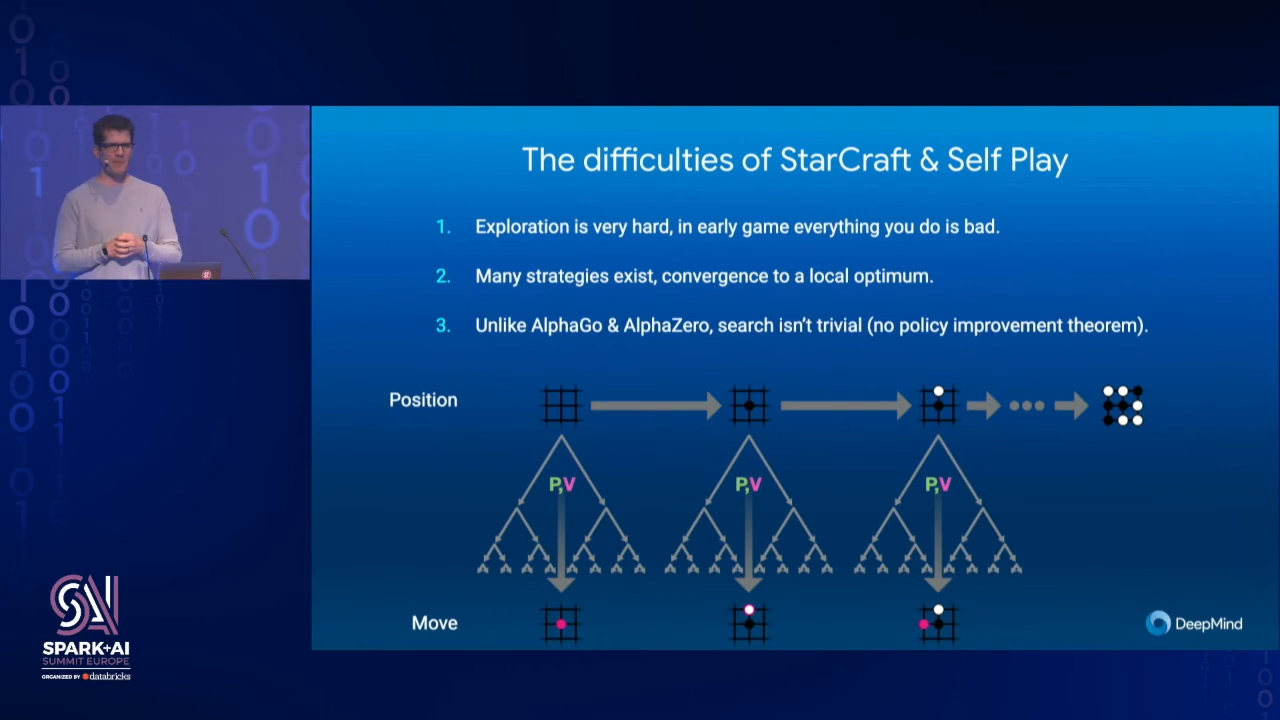 The difficulties of StarCraft & Self Play
1. Exploration is very hard, in early game everything you do is bad.
2. Many strategies exist, convergence to a local optimum.
3. Unlike AlphaGo & AlphaZero, search isn't trivial (no policy improvement theorem).
Position
P,V P,V P,V
Move
DeepMind
SPARK+AI
SUMMIT EUROPE
ORGANIZED BY databricks